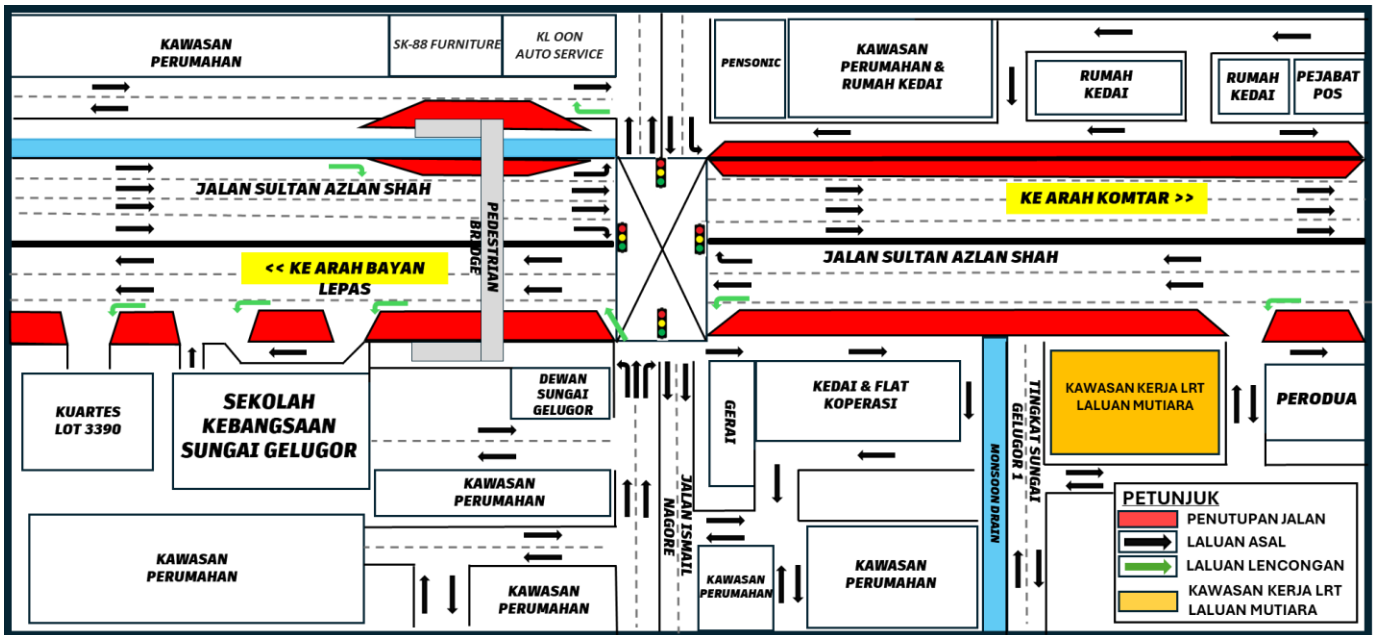 KAWASAN
PERUMAHAN
SK-88 FURNITURE
KL OON
AUTO SERVICE
PENSONIC
KAWASAN
PERUMAHAN &
RUMAH KEDAI
RUMAH
KEDAI
RUMAH
KEDAI
PEJABAT
POS
JALAN SULTAN AZLAN SHAH
KE ARAH KOMTAR >>
PEDESTRIAN
BRIDGE
<< KE ARAH BAYAN
LEPAS
JALAN SULTAN AZLAN SHAH
KUARTES
LOT 3390
SEKOLAH
KEBANGSAAN
SUNGAI GELUGOR
DEWAN
SUNGAI
GELUGOR
GERAI
KEDAI & FLAT
KOPERASI
MONSOON DRAIN
TINGKAT SUNGAI
GELUGOR 1
KAWASAN KERJA LRT
LALUAN MUTIARA
PERODUA
KAWASAN
PERUMAHAN
JALAN ISMAIL
NAGORE
KAWASAN
PERUMAHAN
KAWASAN
PERUMAHAN
KAWASAN
PERUMAHAN
KAWASAN
PERUMAHAN
PETUNJUK
PENUTUPAN JALAN
LALUAN ASAL
LALUAN LENCONGAN
KAWASAN KERJA LRT
LALUAN MUTIARA